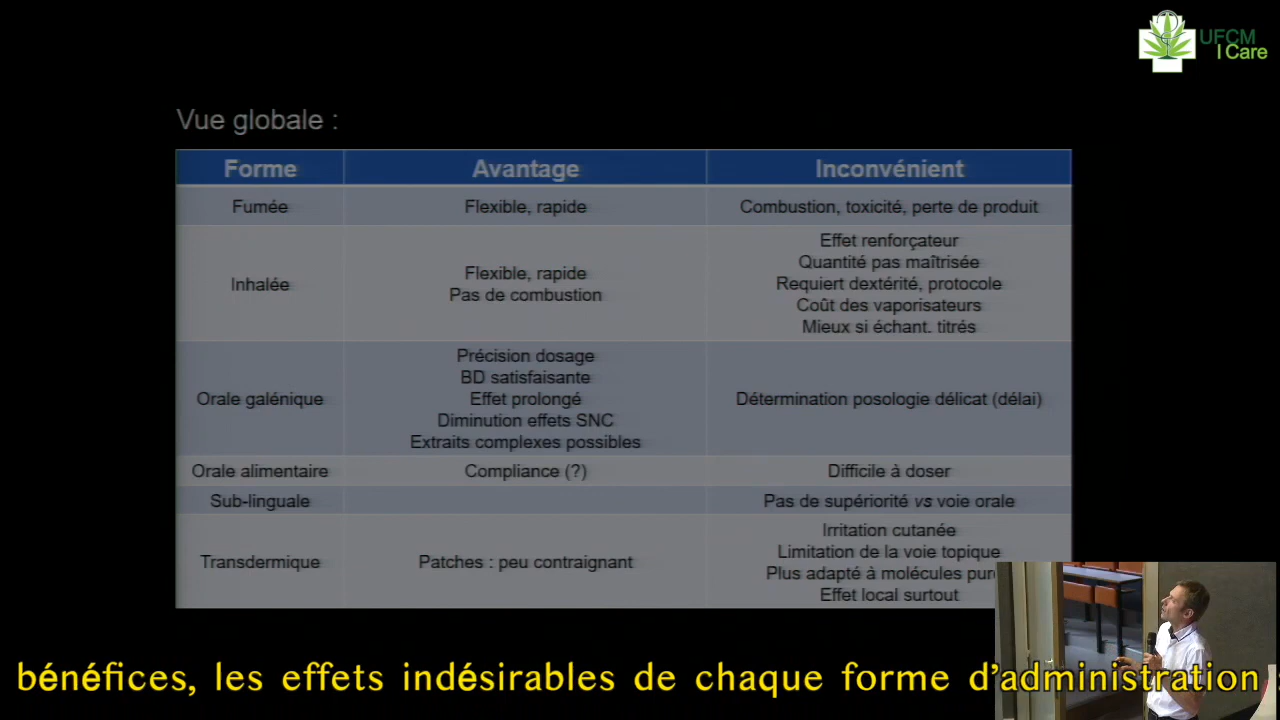 UFCM
I Care
Vue globale :
Forme Avantage Inconvénient
Fumée Flexible, rapide Combustion, toxicité, perte de produit
Inhalée
Flexible, rapide
Pas de combustion
Effet renforçateur
Quantité pas maîtrisée
Requiert dextérité, protocole
Coût des vaporisateurs
Mieux si échant. titrés
Orale galénique
Précision dosage
BD satisfaisante
Effet prolongé
Diminution effets SNC
Extraits complexes possibles
Détermination posologie délicat (délai)
Orale alimentaire Compliance (?) Difficile à doser
Sub-linguale Pas de supériorité vs voie orale
Transdermique
Patches : peu contraignant
Irritation cutanée
Limitation de la voie topique
Plus adapté à molécules
Effet local surtout
bénéfices, les effets indésirables de chaque forme d'administration